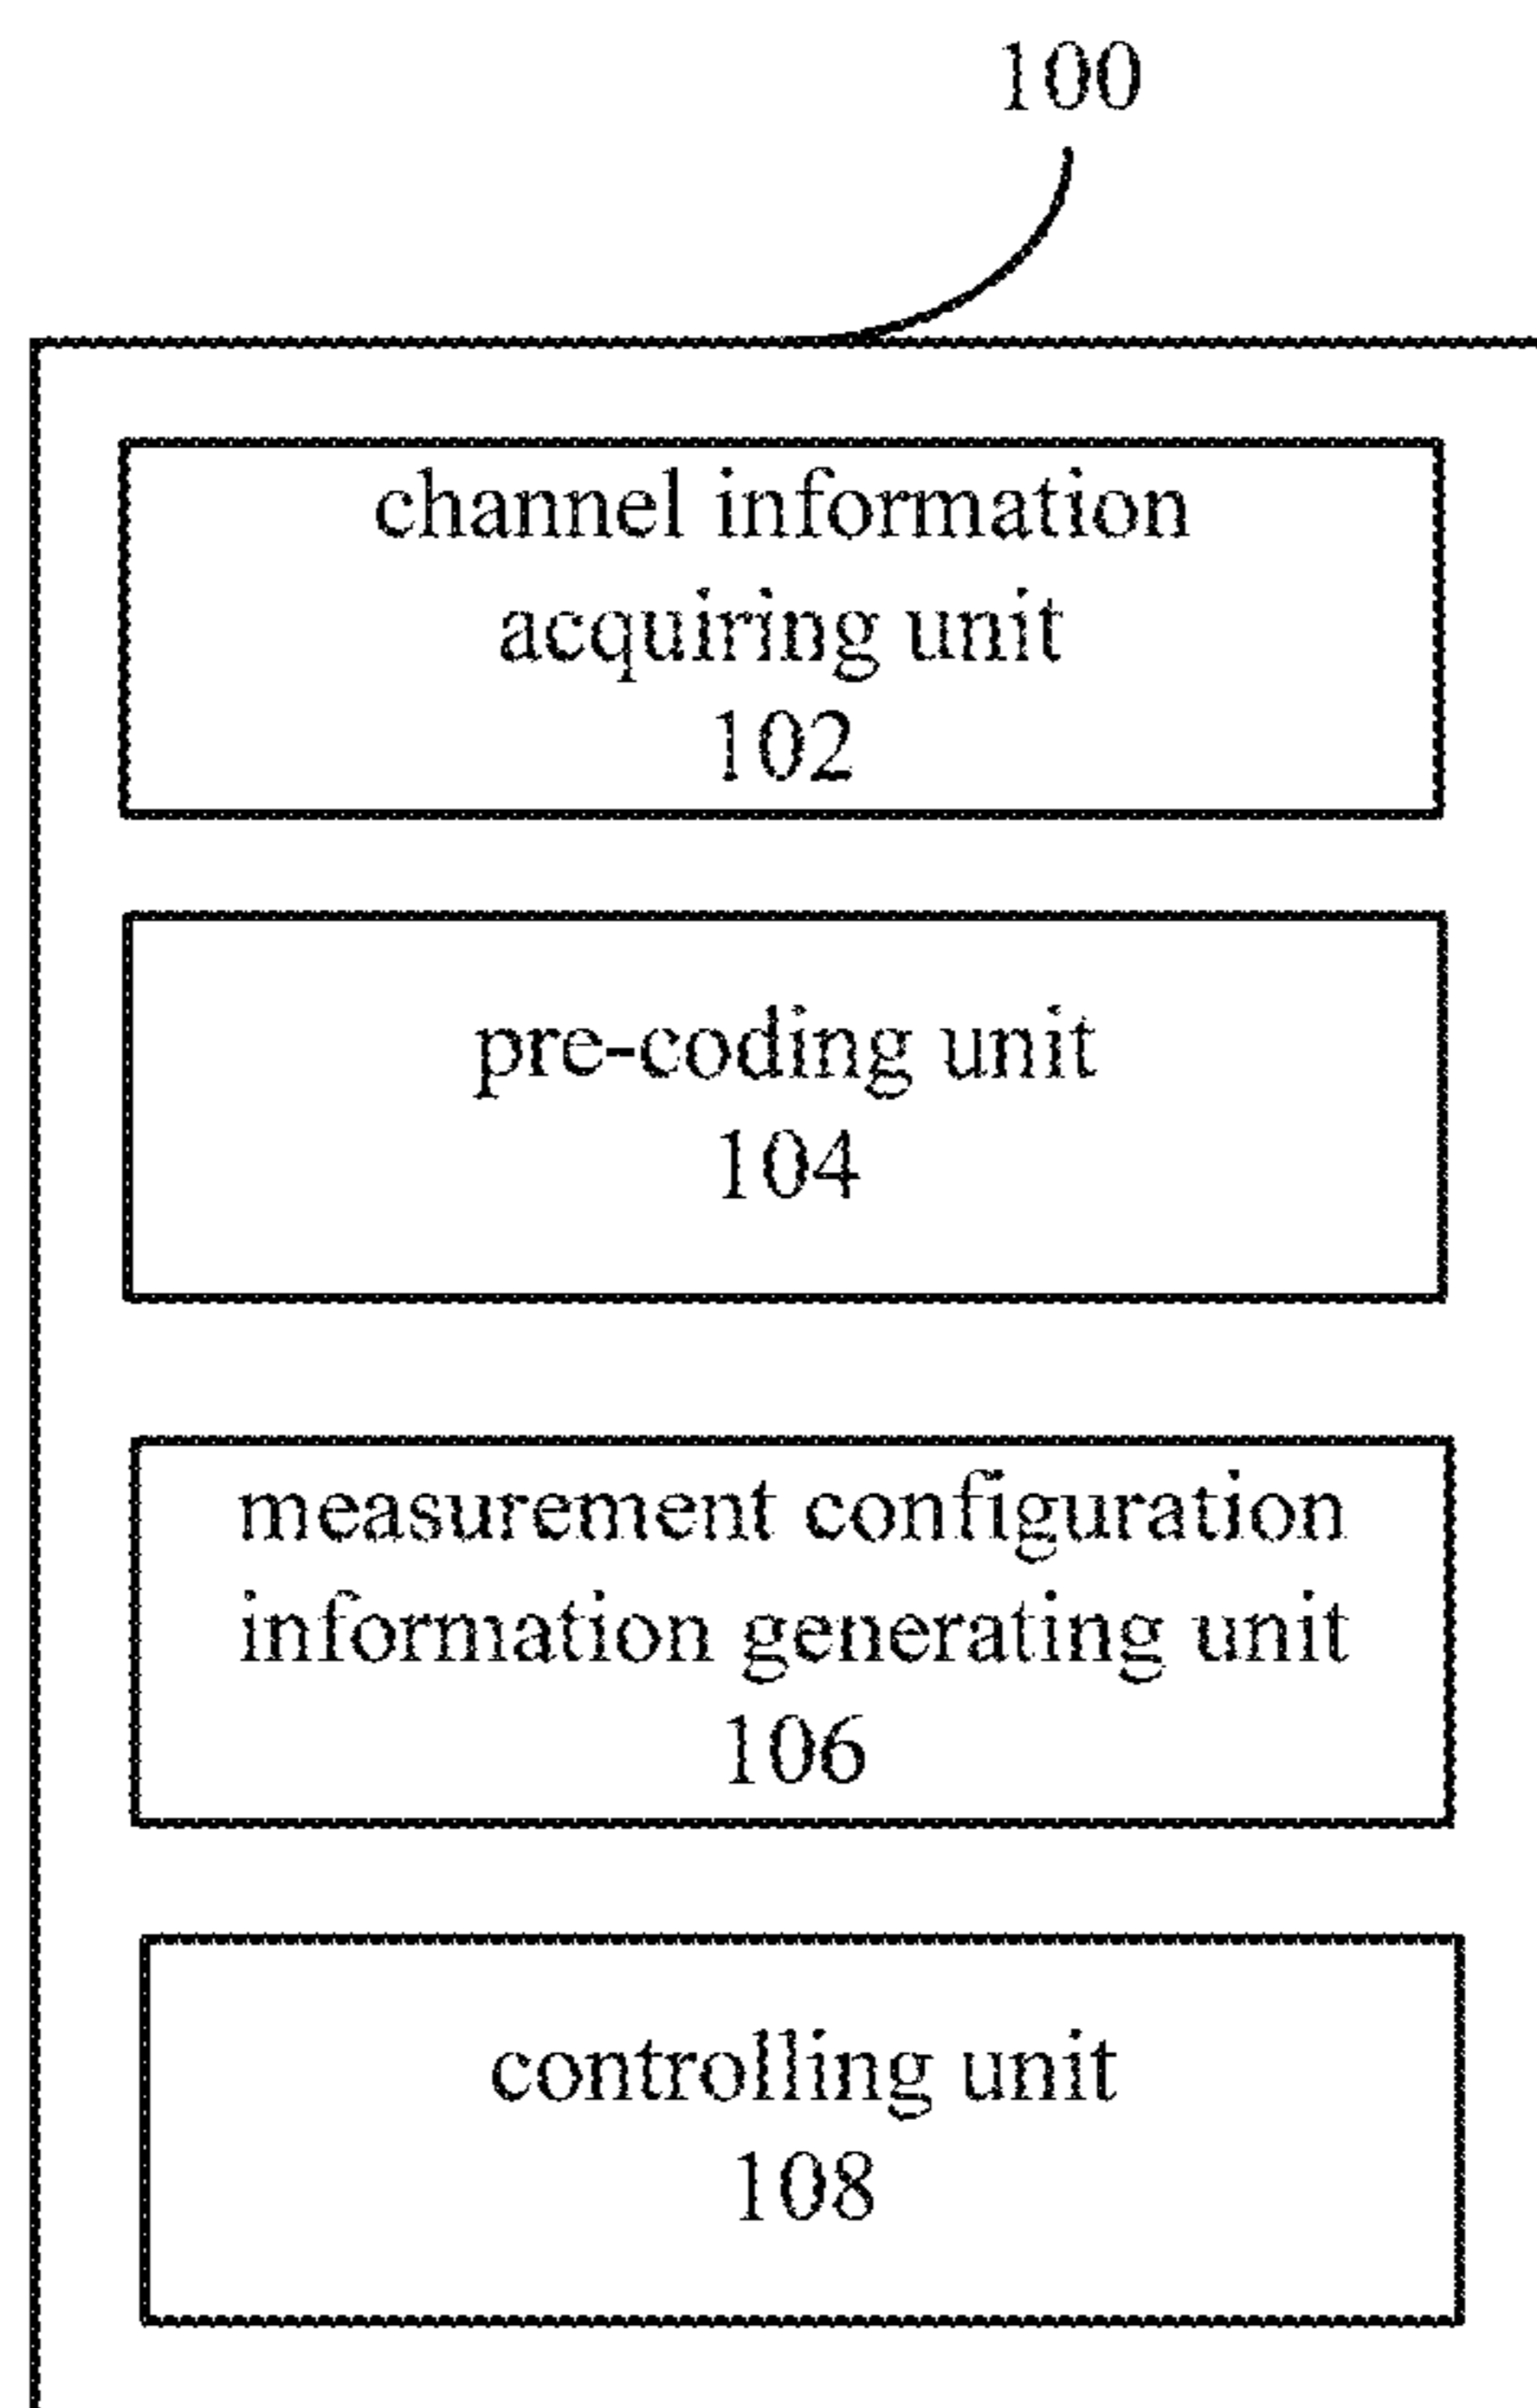 100
channel information
acquiring unit
102
pre-coding unit
104
measurement configuration
information generating unit
106
controlling unit
108